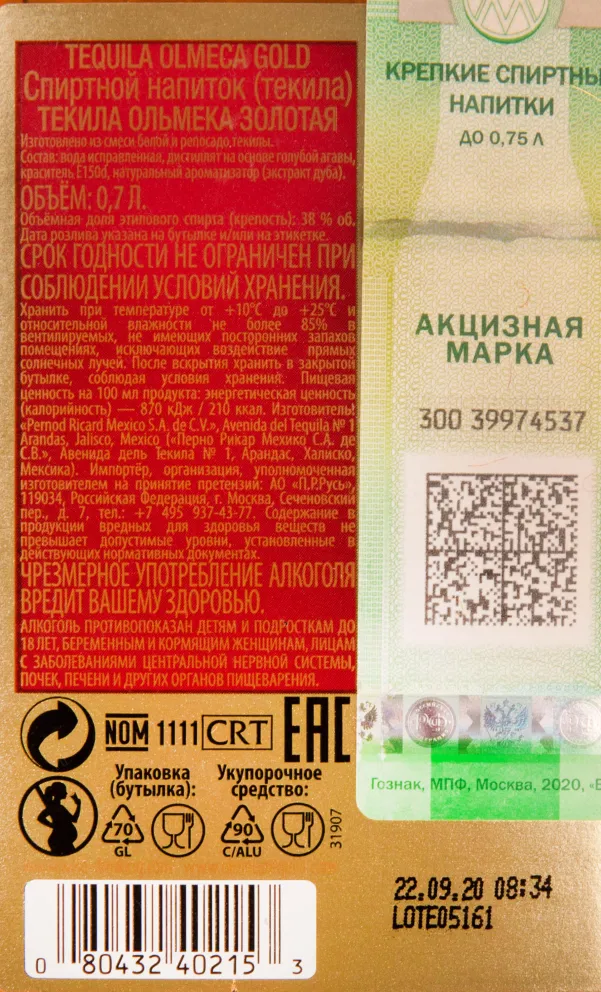 TEQUILA OLMECA GOLD
Спиртной напиток (текила)
ТЕКИЛА ОЛЬМЕКА ЗОЛОТАЯ
Изготовлено из смеси белой и репосадо текилы.
Состав: вода исправленная, дистиллят на основе голубой агавы,
краситель Е150d, натуральный ароматизатор (экстракт дуба).
ОБЪЁМ: 0,7 Л.
Объёмная доля этилового спирта (крепость): 38 % об.
Дата розлива указана на бутылке и/или на этикетке.
СРОК ГОДНОСТИ НЕ ОГРАНИЧЕН ПРИ
СОБЛЮДЕНИИ УСЛОВИЙ ХРАНЕНИЯ.
Хранить при температуре от +10°С до +25°С и
относительной влажности не более 85% в
вентилируемых, не имеющих посторонних запахов
помещениях, исключающих воздействие прямых
солнечных лучей. После вскрытия хранить в закрытой
бутылке, соблюдая условия хранения. Пищевая
ценность на 100 мл продукта: энергетическая ценность
(калорийность) — 870 кДж / 210 ккал. Изготовитель:
«Pernod Ricard Mexico S.A. de C.V.», Avenida del Tequila № 1
Arandas, Jalisco, Mexico («Перно Рикар Мехико С.А. де
С.В.», Авенида дель Текила № 1, Арандас, Халиско,
Мексика). Импортёр, организация, уполномоченная
изготовителем на принятие претензий: АО «П.Р.Русь»,
119034, Российская Федерация, г. Москва, Сеченовский
пер., д. 7, тел.: +7 495 937-43-77. Содержание в
продукции вредных для здоровья веществ не
превышает допустимые уровни, установленные в
действующих нормативных документах.
ЧРЕЗМЕРНОЕ УПОТРЕБЛЕНИЕ АЛКОГОЛЯ
ВРЕДИТ ВАШЕМУ ЗДОРОВЬЮ.
АЛКОГОЛЬ ПРОТИВОПОКАЗАН ДЕТЯМ И ПОДРОСТКАМ ДО
18 ЛЕТ, БЕРЕМЕННЫМ И КОРМЯЩИМ ЖЕНЩИНАМ, ЛИЦАМ
С ЗАБОЛЕВАНИЯМИ ЦЕНТРАЛЬНОЙ НЕРВНОЙ СИСТЕМЫ,
ПОЧЕК, ПЕЧЕНИ И ДРУГИХ ОРГАНОВ ПИЩЕВАРЕНИЯ.
NOM 1111 CRT EAC
Упаковка
(бутылка):
Укупорочное
средство:
70
GL
90
C/ALU
31907
0 80432 40215 3
КРЕПКИЕ СПИРТНЫ
НАПИТКИ
ДО 0,75 Л
АКЦИЗНАЯ
МАРКА
300 39974537
Гознак, МПФ, Москва, 2020, «В
22.09.20 08:34
LOTE05161